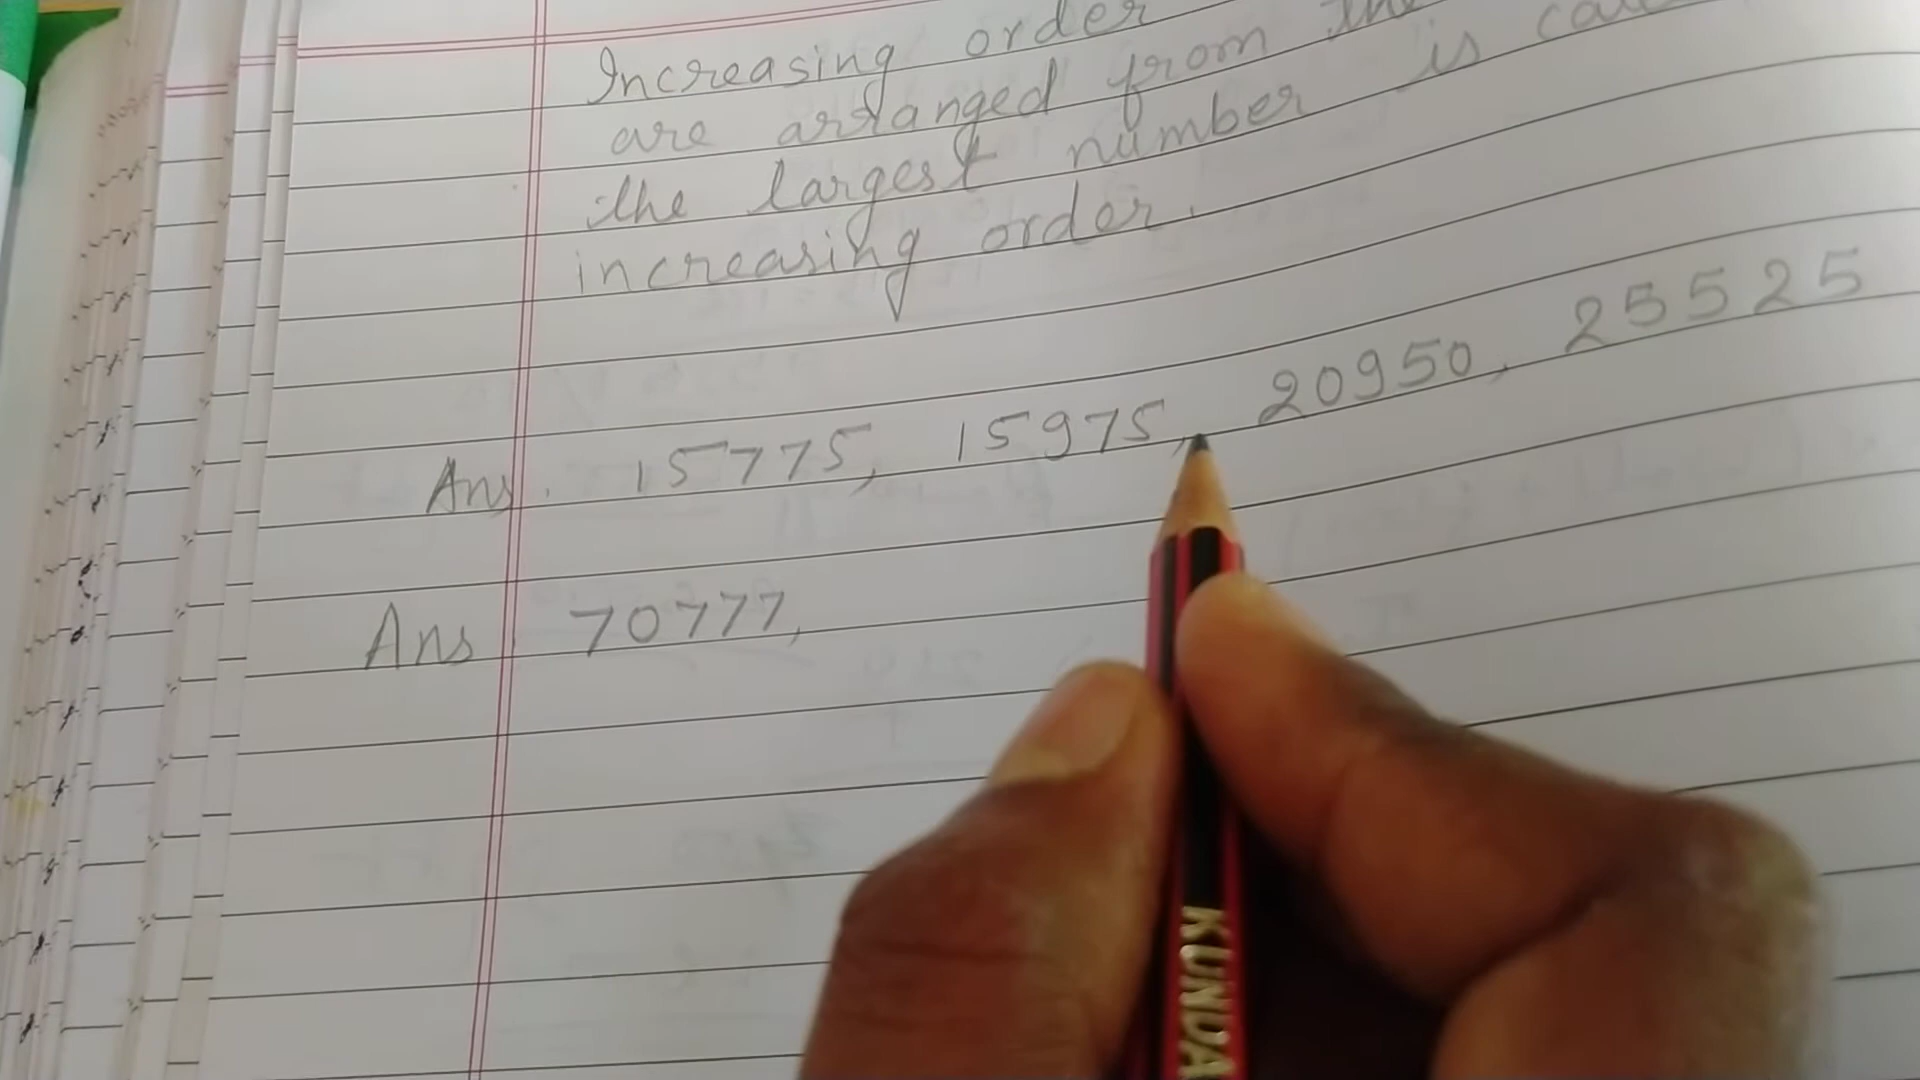 Increasing order
are arranged from the
the largest number is
increasing order.
Ans. 15775, 15975, 20950, 25525
Ans 70777,
KUNDA